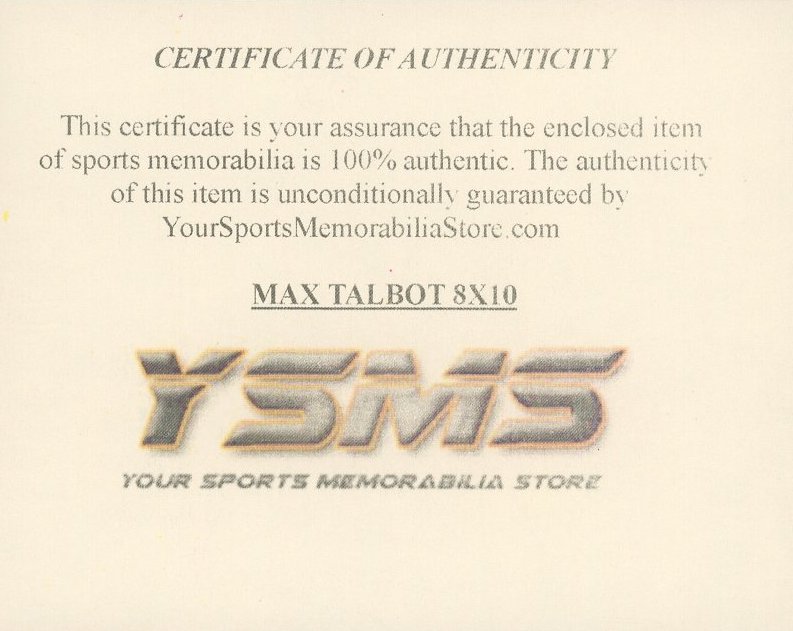 CERTIFICATE OF AUTHENTICITY
This certificate is your assurance that the enclosed item
of sports memorabilia is 100% authentic. The authenticity
of this item is unconditionally guaranteed by
YourSportsMemorabiliaStore.com
MAX TALBOT 8X10
YSMS
YOUR SPORTS MEMORABILIA STORE